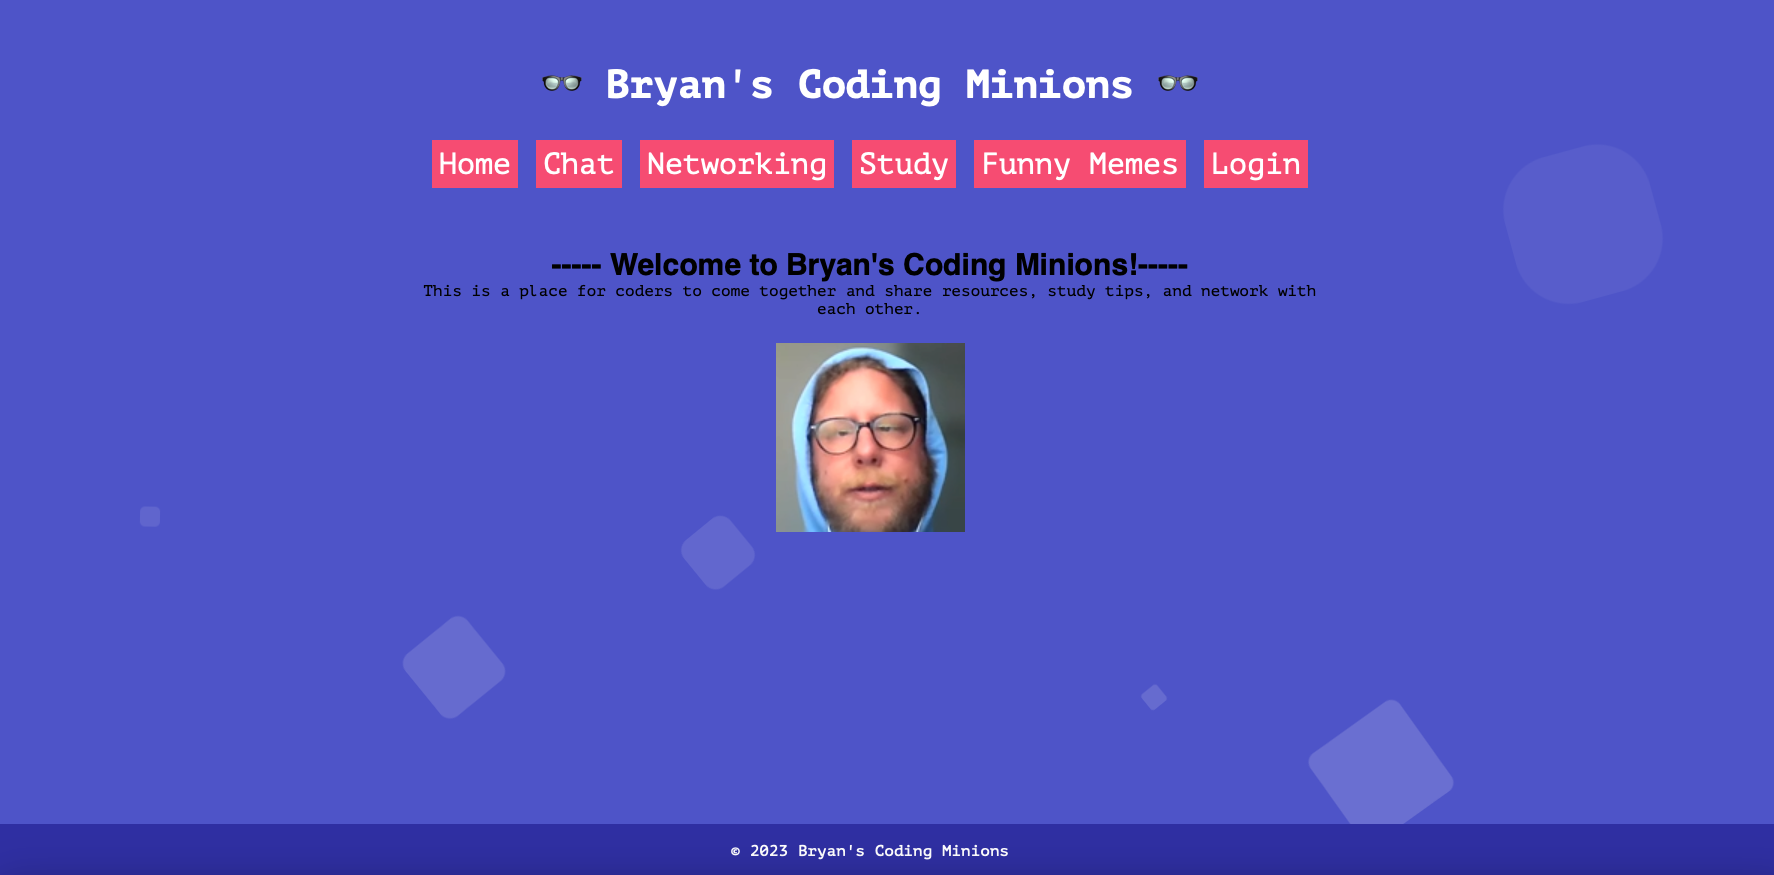 👓 Bryan's Coding Minions 👓
Home Chat Networking Study Funny Memes Login
----- Welcome to Bryan's Coding Minions!-----
This is a place for coders to come together and share resources, study tips, and network with
each other.
© 2023 Bryan's Coding Minions